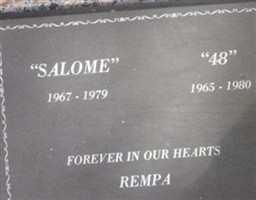 "SALOME" "48"
1967 - 1979 1965 - 1980
FOREVER IN OUR HEARTS
REMPA